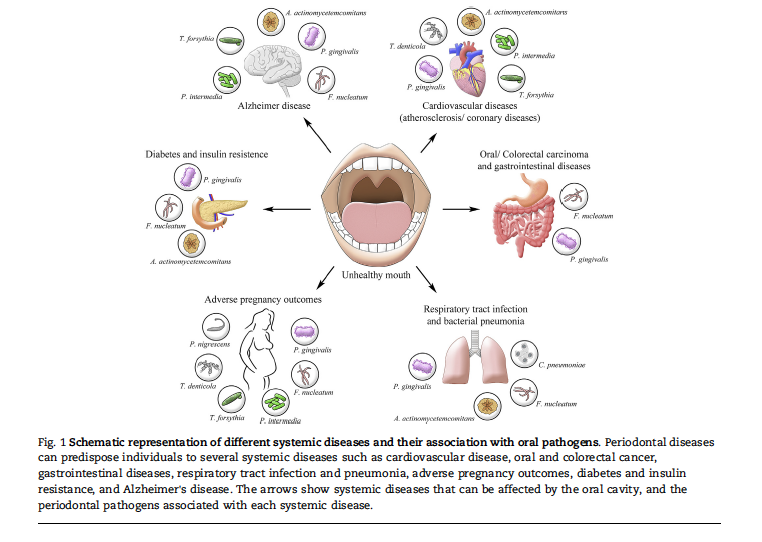 A. actinomycetemcomitans
T. forsythia
P. gingivalis
P. intermedia
F. nucleatum
Alzheimer disease
A. actinomycetemcomitans
T. denticola
P. intermedia
P. gingivalis
T. forsythia
Cardiovascular diseases
(atherosclerosis/ coronary diseases)
Diabetes and insulin resistence
P. gingivalis
F. nucleatum
A. actinomycetemcomitans
Oral/ Colorectal carcinoma
and gastrointestinal diseases
F. nucleatum
P. gingivalis
Unhealthy mouth
Adverse pregnancy outcomes
P. nigrescens
P. gingivalis
T. denticola
F. nucleatum
T. forsythia
P. intermedia
Respiratory tract infection
and bacterial pneumonia
C. pneumoniae
P. gingivalis
F. nucleatum
A. actinomycetemcomitans
Fig. 1 Schematic representation of different systemic diseases and their association with oral pathogens. Periodontal diseases
can predispose individuals to several systemic diseases such as cardiovascular disease, oral and colorectal cancer,
gastrointestinal diseases, respiratory tract infection and pneumonia, adverse pregnancy outcomes, diabetes and insulin
resistance, and Alzheimer's disease. The arrows show systemic diseases that can be affected by the oral cavity, and the
periodontal pathogens associated with each systemic disease.